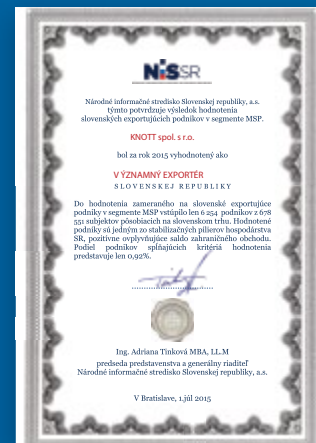 NISSR
Národné informačné stredisko Slovenskej republiky, a.s.
týmto potvrdzuje výsledok hodnotenia
slovenských exportujúcich podnikov v segmente MSP.
KNOTT spol. s r.o.
bol za rok 2015 vyhodnotený ako
V ÝZNAMNÝ EXPORTÉR
SLOVENSKEJ REPUBLIKY
Do hodnotenia zameraného na slovenské exportujúce
podniky v segmente MSP vstúpilo len 6 254 podnikov z 678
551 subjektov pôsobiacich na slovenskom trhu. Hodnotené
podniky sú jedným zo stabilizačných pilierov hospodárstva
SR, pozitívne ovplyvňujúce saldo zahraničného obchodu.
Podiel podnikov spĺňajúcich kritériá hodnotenia
predstavuje len 0,92%.
Ing. Adriana Tinková MBA, LL.M
predseda predstavenstva a generálny riaditeľ
Národné informačné stredisko Slovenskej republiky, a.s.
V Bratislave, 1.júl 2015